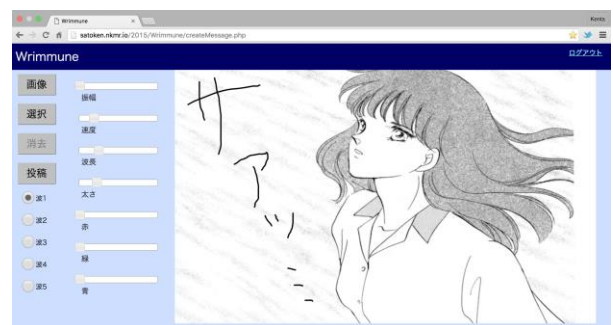 Wrimmune
Kento
satoken.nkmr.io/2015/Wrimmune/createMessage.php
Wrimmune
ログアウト
画像
選択
消去
投稿
波1
波2
波3
波4
波5
振幅
速度
波長
太さ
赤
緑
青
サアッ